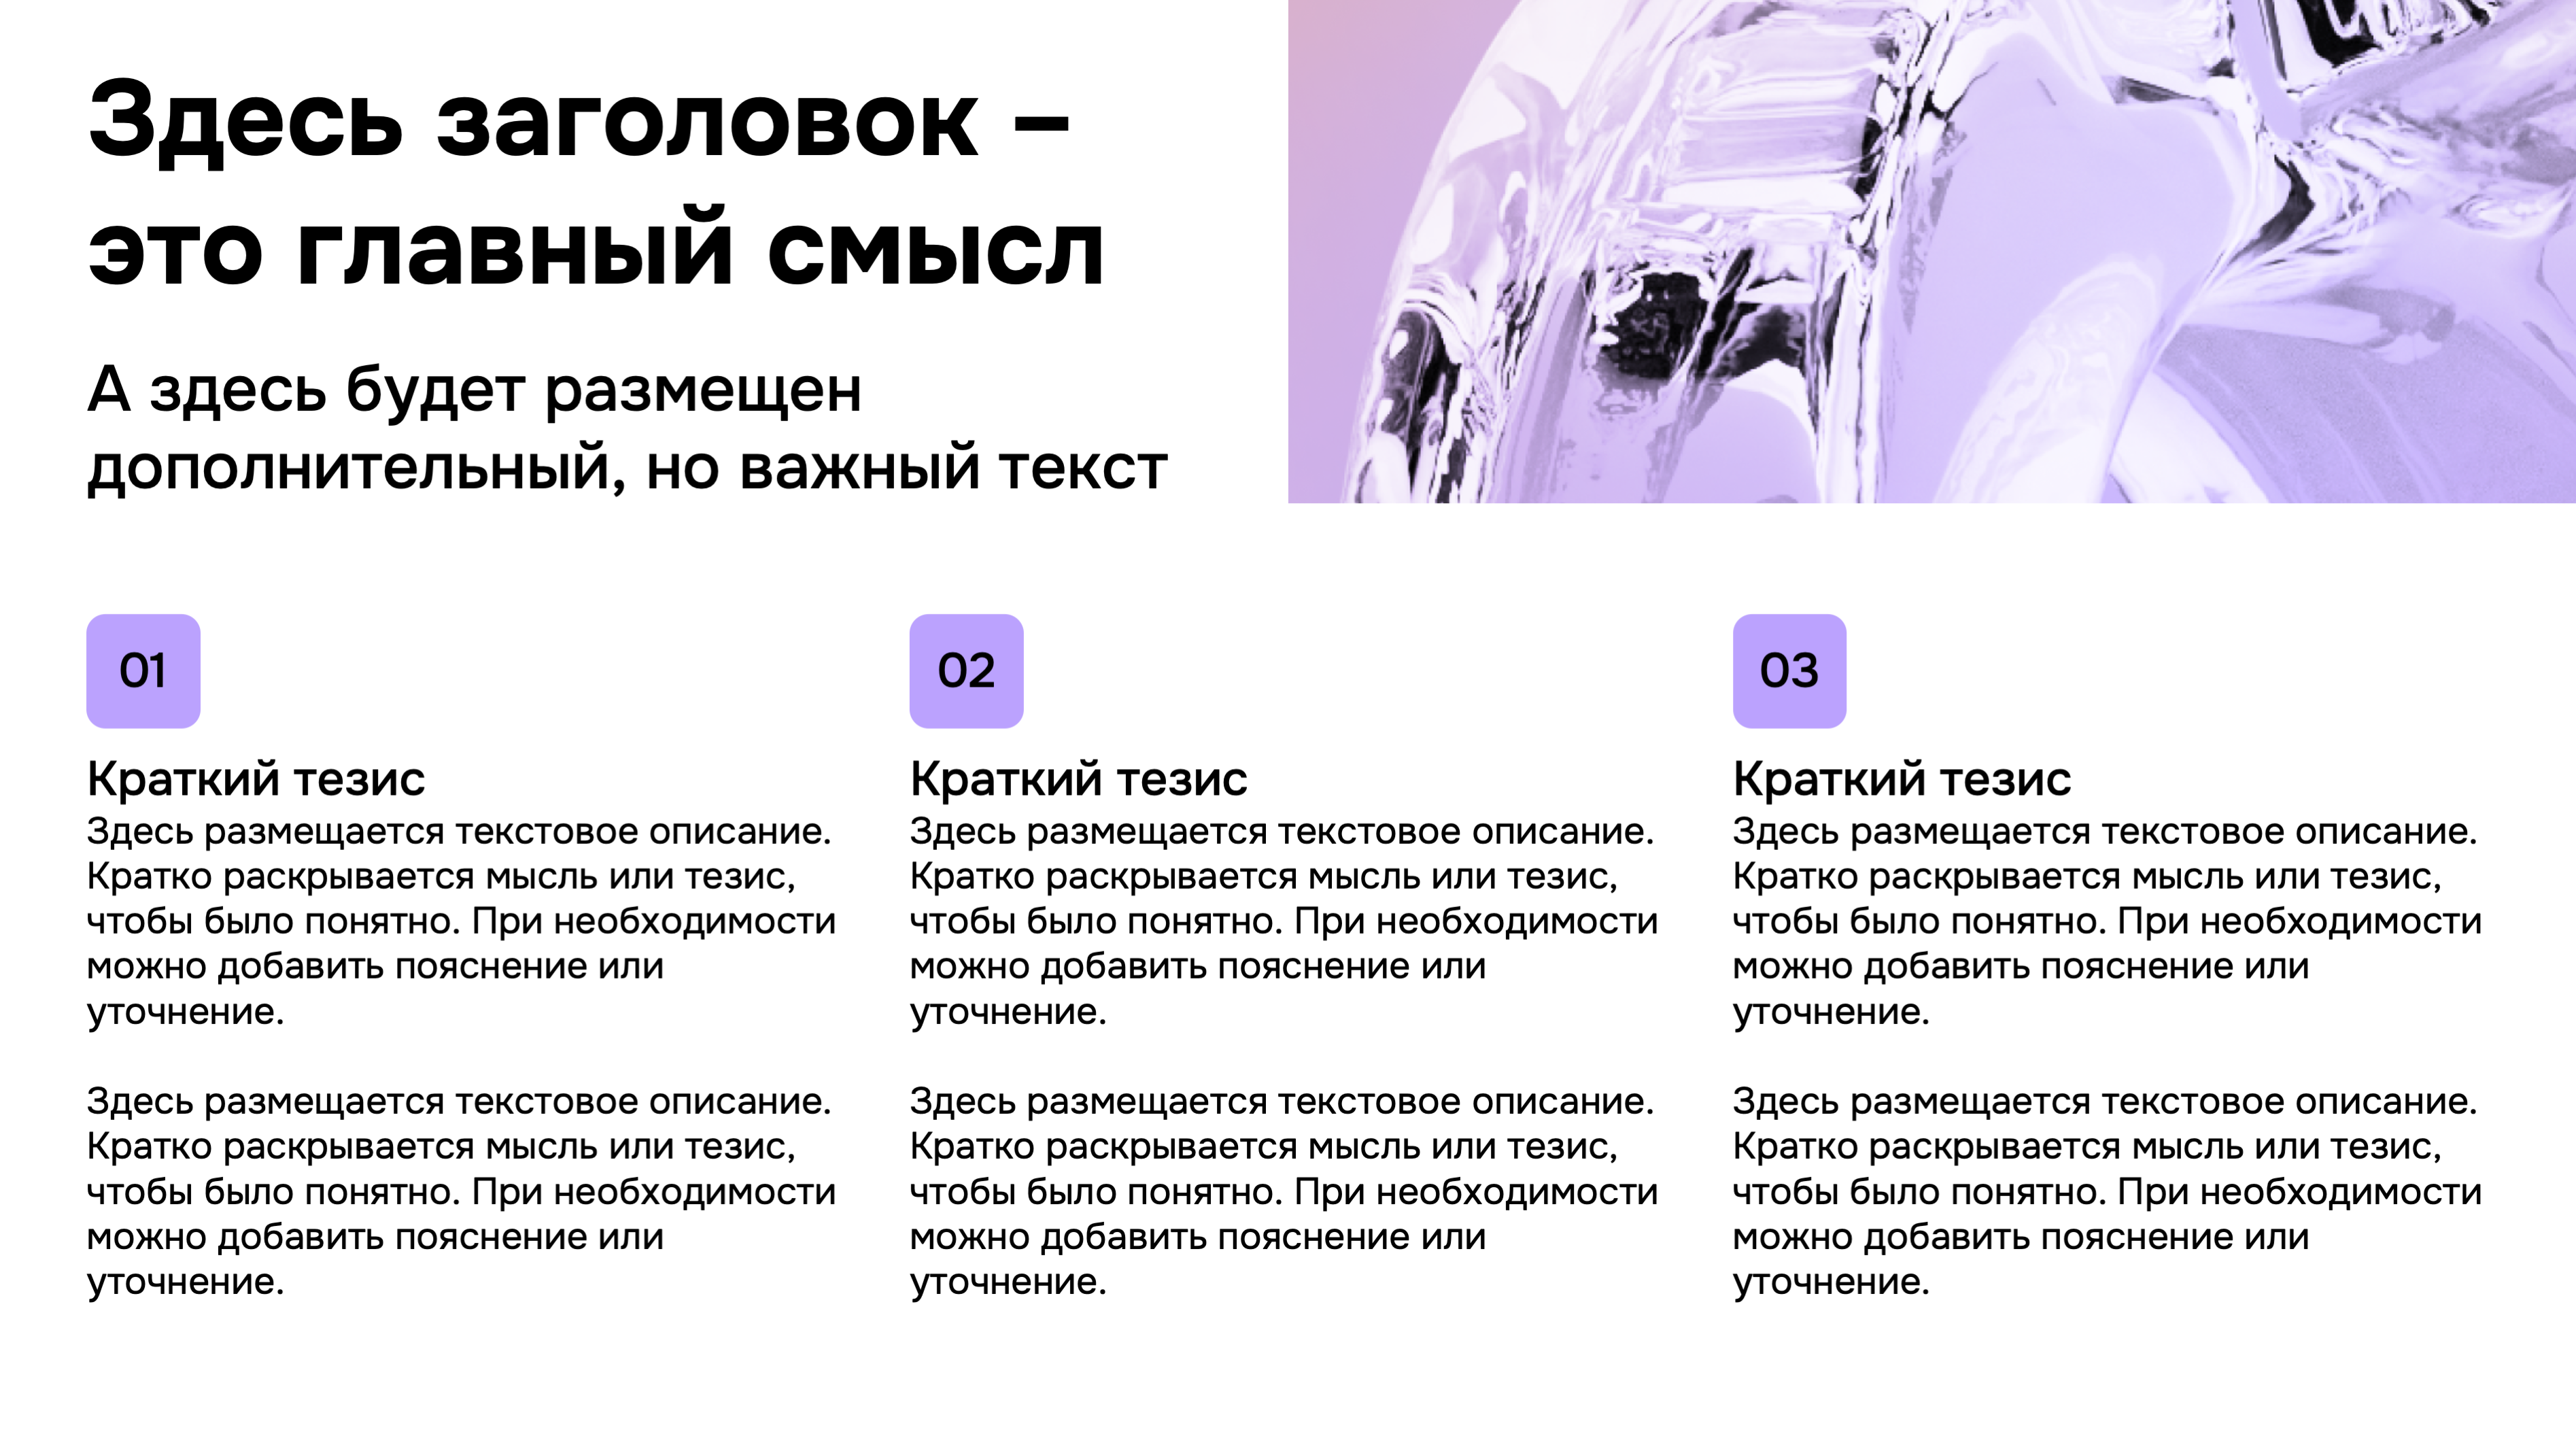 Здесь заголовок –
это главный смысл
А здесь будет размещен
дополнительный, но важный текст
01
Краткий тезис
Здесь размещается текстовое описание.
Кратко раскрывается мысль или тезис,
чтобы было понятно. При необходимости
можно добавить пояснение или
уточнение.
Здесь размещается текстовое описание.
Кратко раскрывается мысль или тезис,
чтобы было понятно. При необходимости
можно добавить пояснение или
уточнение.
02
Краткий тезис
Здесь размещается текстовое описание.
Кратко раскрывается мысль или тезис,
чтобы было понятно. При необходимости
можно добавить пояснение или
уточнение.
Здесь размещается текстовое описание.
Кратко раскрывается мысль или тезис,
чтобы было понятно. При необходимости
можно добавить пояснение или
уточнение.
03
Краткий тезис
Здесь размещается текстовое описание.
Кратко раскрывается мысль или тезис,
чтобы было понятно. При необходимости
можно добавить пояснение или
уточнение.
Здесь размещается текстовое описание.
Кратко раскрывается мысль или тезис,
чтобы было понятно. При необходимости
можно добавить пояснение или
уточнение.